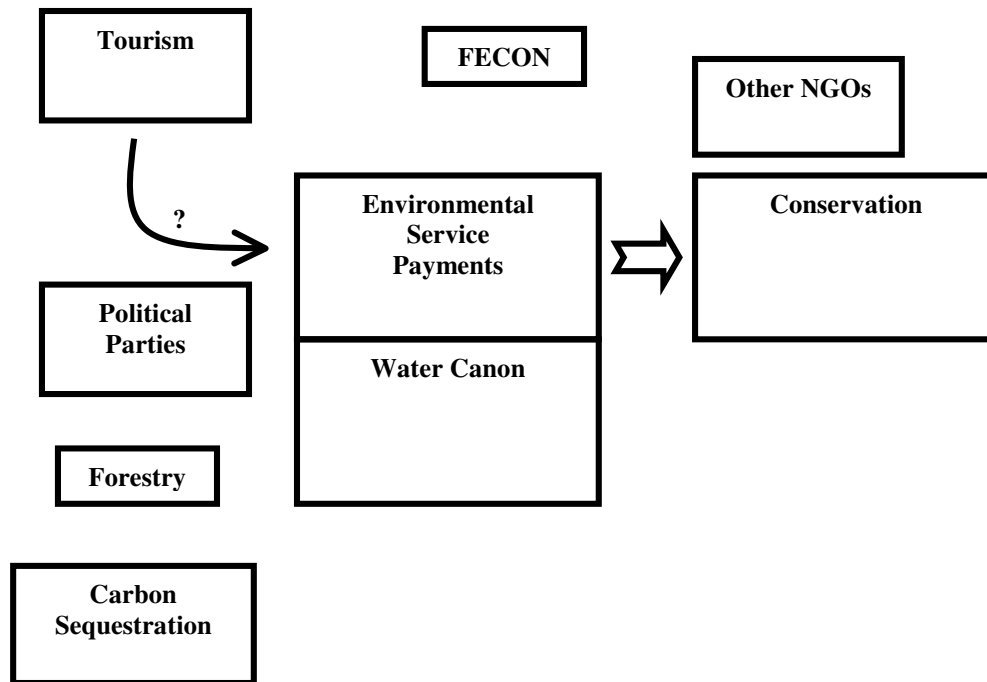 Tourism
FECON
Other NGOs
?
Environmental
Service
Payments
Conservation
Political
Parties
Water Canon
Forestry
Carbon
Sequestration